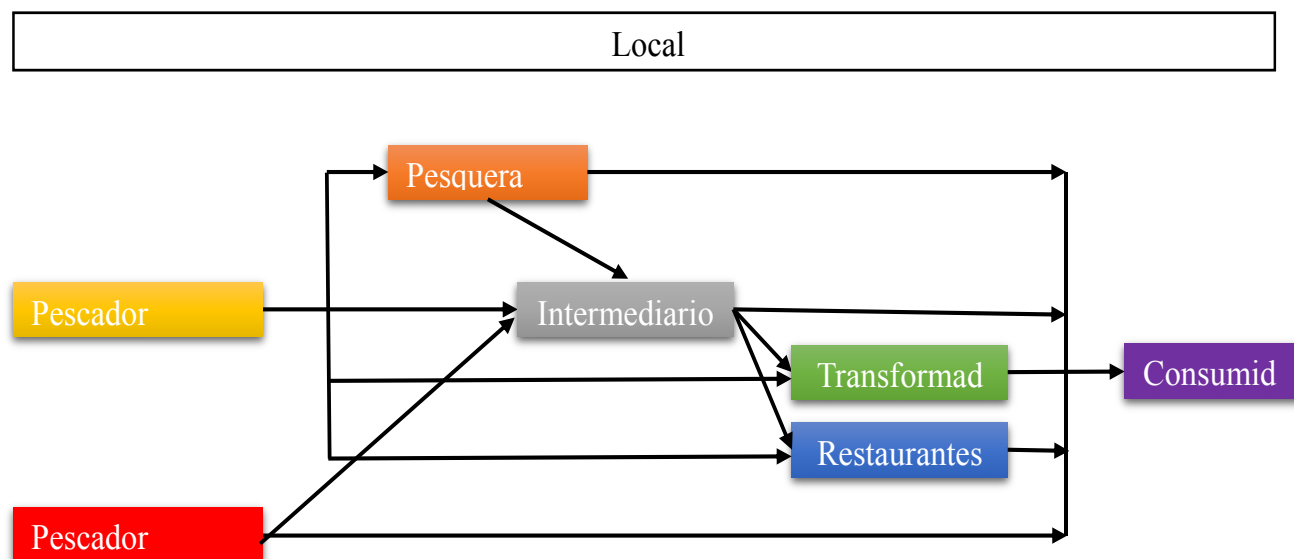 Local
Pesquera
Pescador
Intermediario
Transformad
Consumid
Restaurantes
Pescador